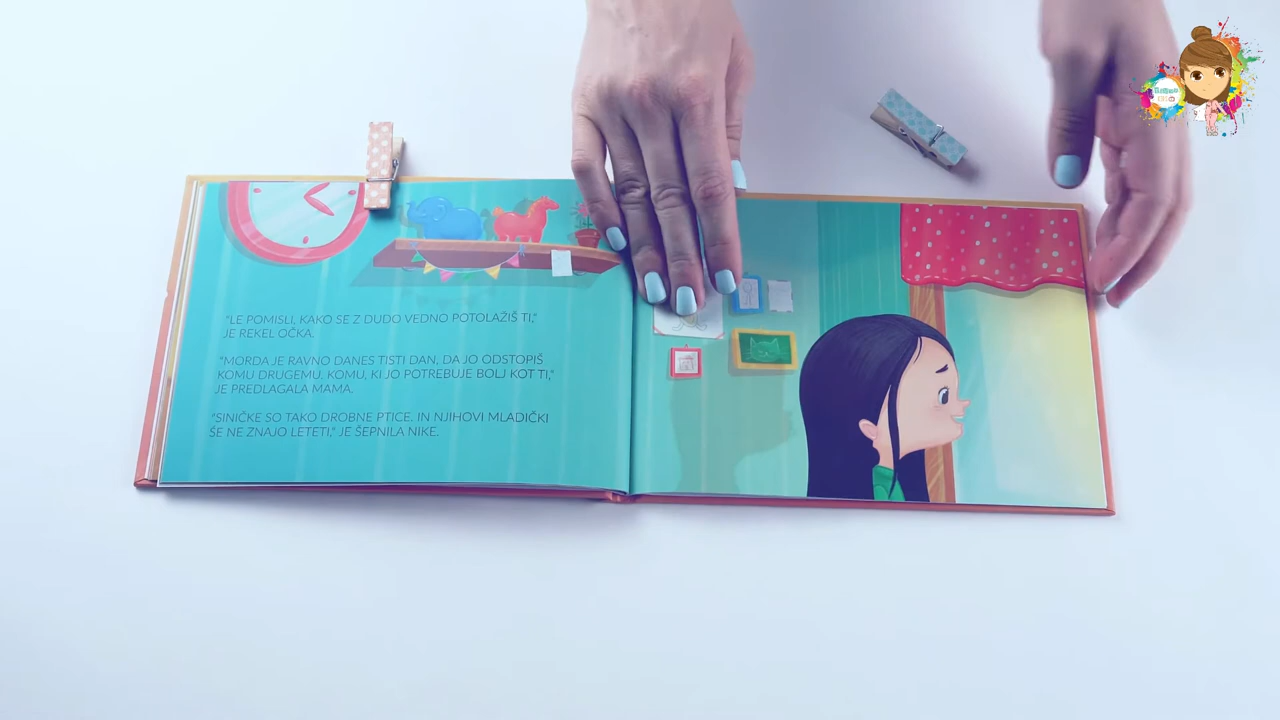 "LE POMISLI, KAKO SE Z DUDO VEDNO POTOLAŽIŠ TI,"
JE REKEL OČKA.
"MORDA JE RAVNO DANES TISTI DAN, DA JO ODSTOPIŠ
KOMU DRUGEMU. KOMU, KI JO POTREBUJE BOLJ KOT TI,"
JE PREDLAGALA MAMA.
"SINIČKE SO TAKO DROBNE PTICE. IN NJIHOVI MLADIČKI
ŠE NE ZNAJO LETETI," JE ŠEPNILA NIKE.